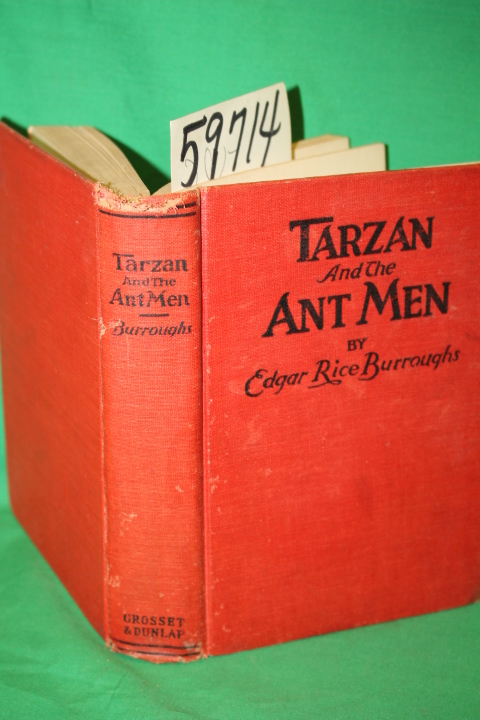 59714
Tarzan
And The
Ant Men
Burroughs
GROSSET
& DUNLAP
TARZAN
And The
ANT MEN
BY
Edgar Rice Burroughs